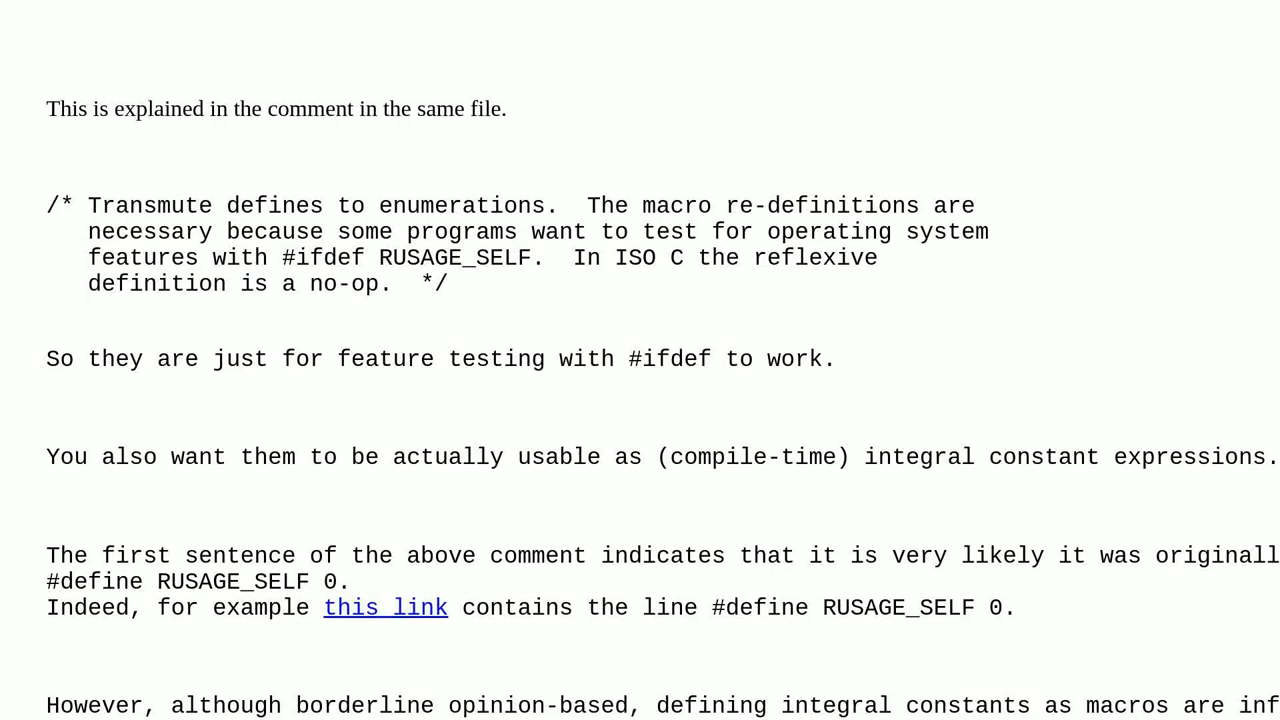 This is explained in the comment in the same file.
/* Transmute defines to enumerations.  The macro re-definitions are
   necessary because some programs want to test for operating system
   features with #ifdef RUSAGE_SELF.  In ISO C the reflexive
   definition is a no-op.  */
So they are just for feature testing with #ifdef to work.
You also want them to be actually usable as (compile-time) integral constant expressions.
The first sentence of the above comment indicates that it is very likely it was originall
#define RUSAGE_SELF 0.
Indeed, for example this link contains the line #define RUSAGE_SELF 0.
However, although borderline opinion-based, defining integral constants as macros are inf